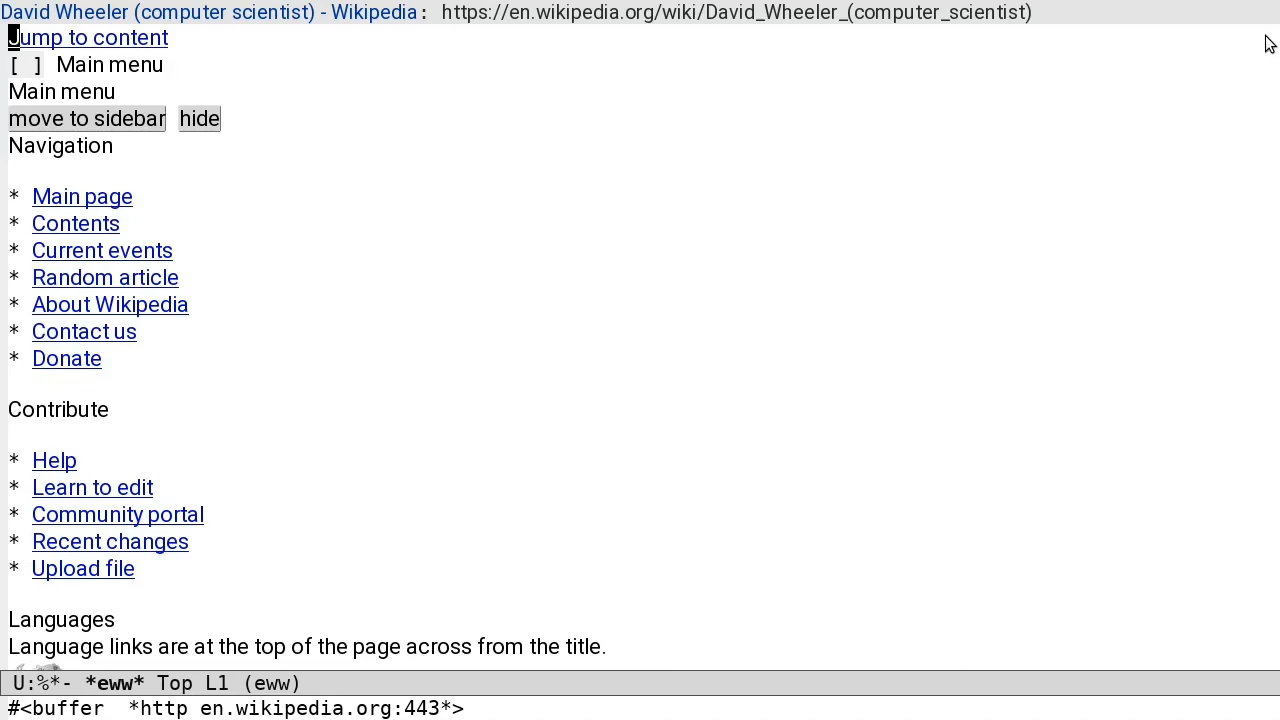 David Wheeler (computer scientist) - Wikipedia: https://en.wikipedia.org/wiki/David_Wheeler_(computer_scientist)
Jump to content
[ ] Main menu
Main menu
move to sidebar hide
Navigation
* Main page
* Contents
* Current events
* Random article
* About Wikipedia
* Contact us
* Donate
Contribute
* Help
* Learn to edit
* Community portal
* Recent changes
* Upload file
Languages
Language links are at the top of the page across from the title.
U:%*- *eww* Top L1 (eww)
#<buffer  *http en.wikipedia.org:443*>